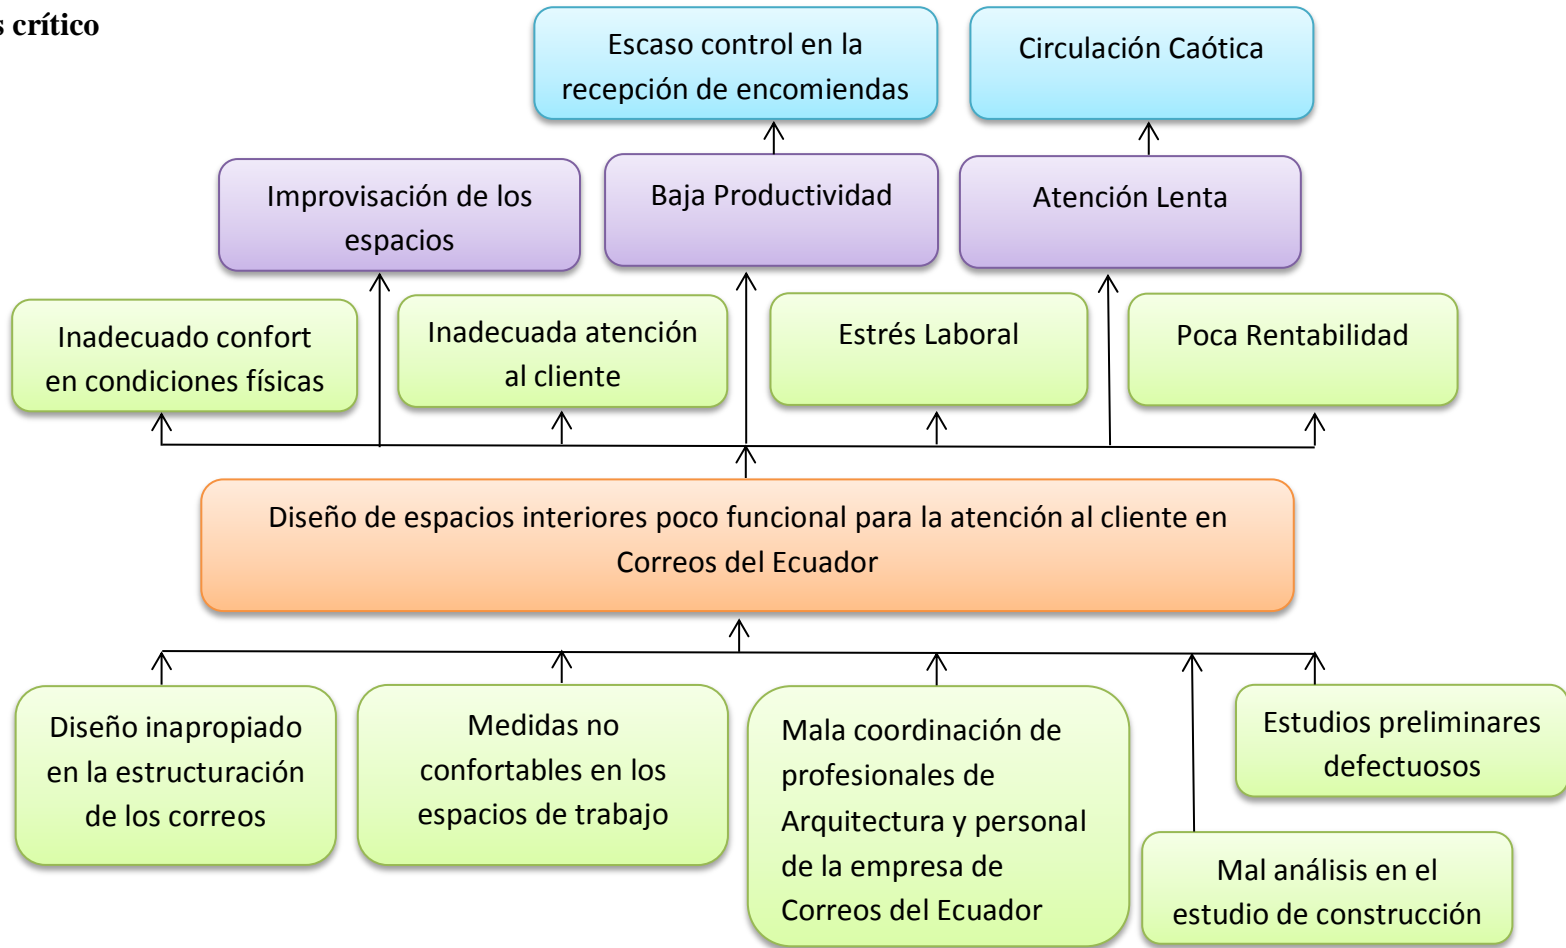 s crítico
Escaso control en la
recepción de encomiendas
Circulación Caótica
Improvisación de los
espacios
Baja Productividad
Atención Lenta
Inadecuado confort
en condiciones físicas
Inadecuada atención
al cliente
Estrés Laboral
Poca Rentabilidad
Diseño de espacios interiores poco funcional para la atención al cliente en
Correos del Ecuador
Diseño inapropiado
en la estructuración
de los correos
Medidas no
confortables en los
espacios de trabajo
Mala coordinación de
profesionales de
Arquitectura y personal
de la empresa de
Correos del Ecuador
Estudios preliminares
defectuosos
Mal análisis en el
estudio de construcción